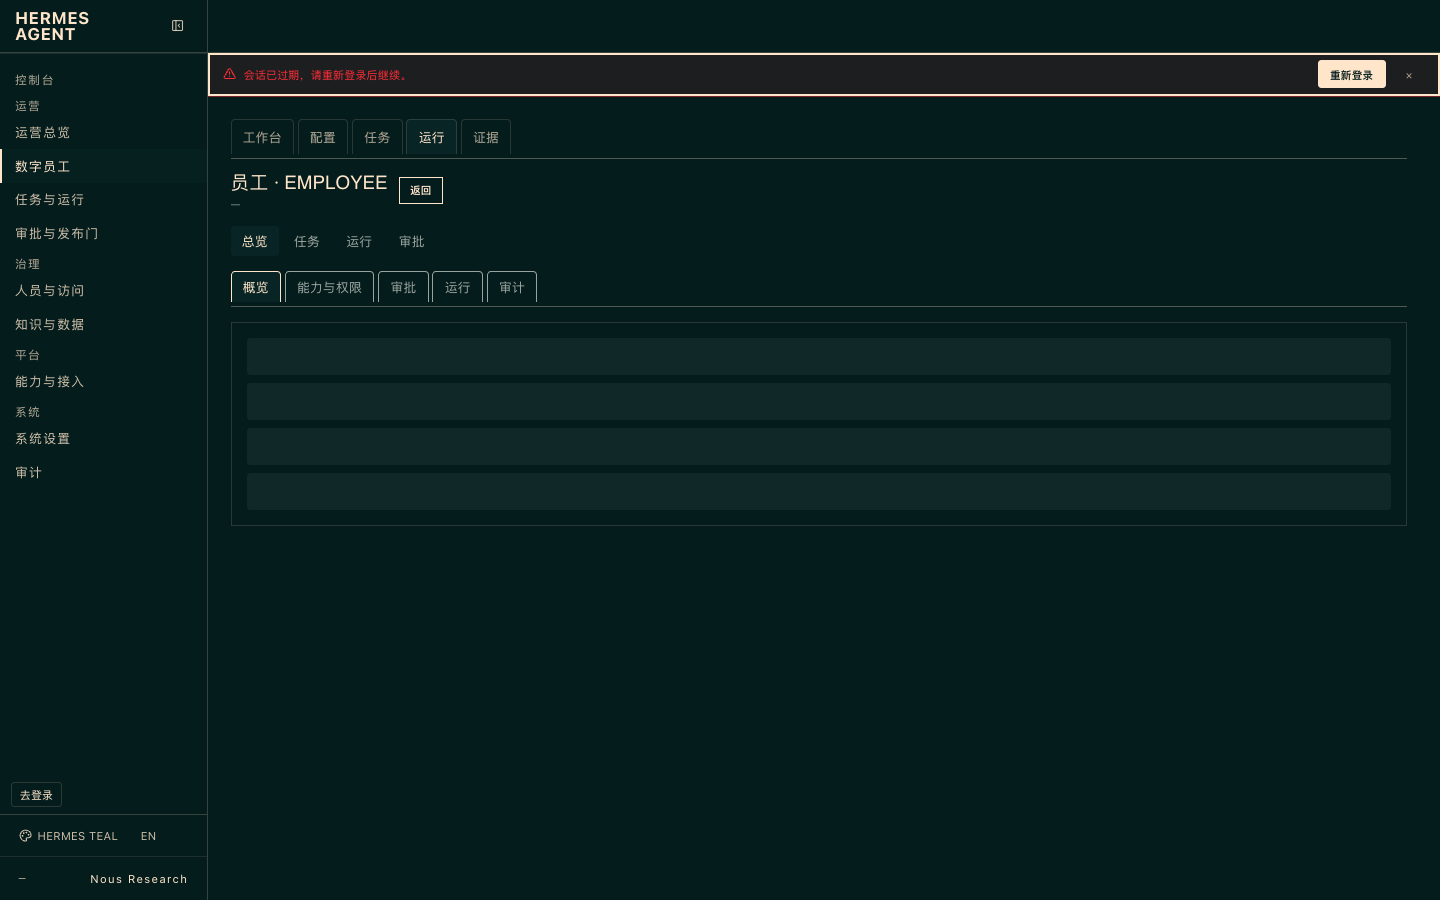 HERMES
AGENT
控制台
运营
运营总览
数字员工
任务与运行
审批与发布门
治理
人员与访问
知识与数据
平台
能力与接入
系统
系统设置
审计
去登录
HERMES TEAL EN
— Nous Research
会话已过期，请重新登录后继续。 重新登录 ×
工作台 配置 任务 运行 证据
员工 · EMPLOYEE 返回
—
总览 任务 运行 审批
概览 能力与权限 审批 运行 审计